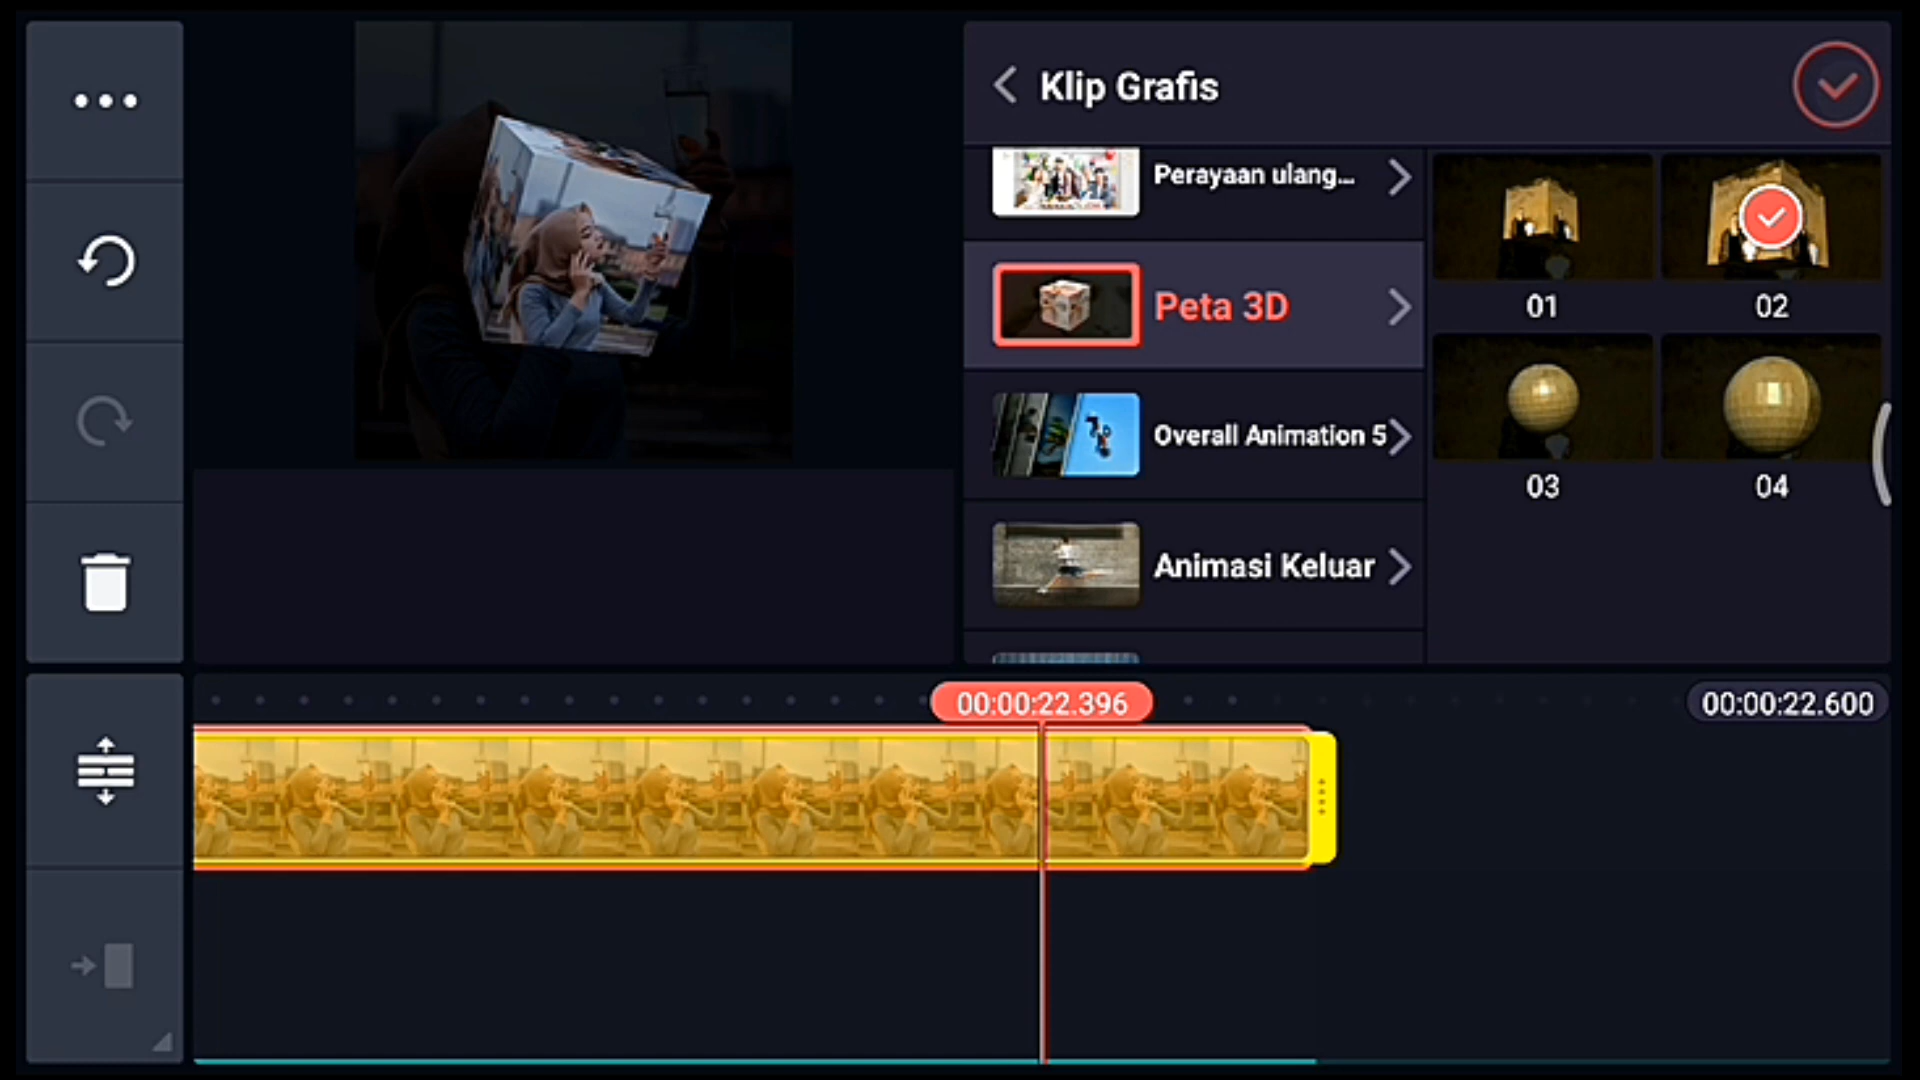 Klip Grafis
Perayaan ulang...
Peta 3D
Overall Animation 5
Animasi Keluar
01
02
03
04
00:00:22.396
00:00:22.600